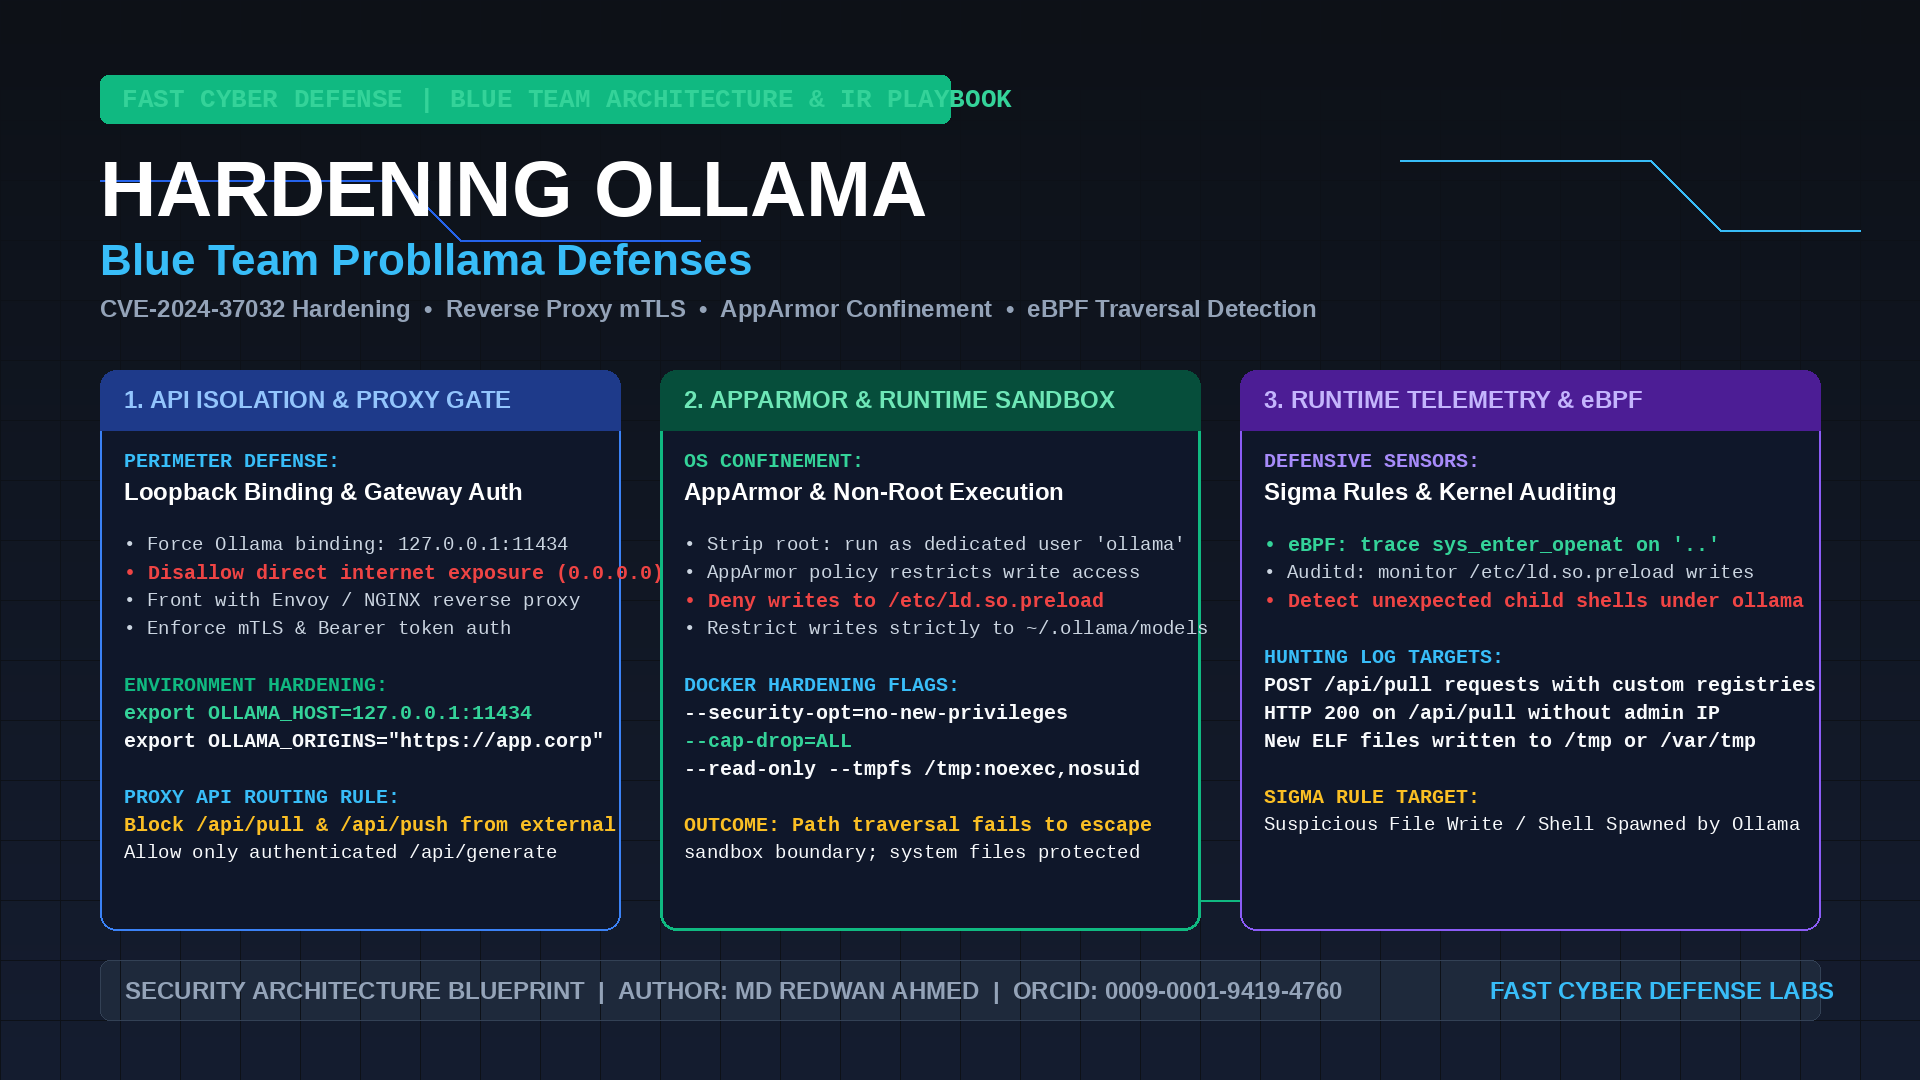 FAST CYBER DEFENSE | BLUE TEAM ARCHITECTURE & IR PLAYBOOK
HARDENING OLLAMA
Blue Team Probllama Defenses
CVE-2024-37032 Hardening • Reverse Proxy mTLS • AppArmor Confinement • eBPF Traversal Detection
1. API ISOLATION & PROXY GATE
PERIMETER DEFENSE:
Loopback Binding & Gateway Auth
• Force Ollama binding: 127.0.0.1:11434
• Disallow direct internet exposure (0.0.0.0)
• Front with Envoy / NGINX reverse proxy
• Enforce mTLS & Bearer token auth
ENVIRONMENT HARDENING:
export OLLAMA_HOST=127.0.0.1:11434
export OLLAMA_ORIGINS="https://app.corp"
PROXY API ROUTING RULE:
Block /api/pull & /api/push from external
Allow only authenticated /api/generate
2. APPARMOR & RUNTIME SANDBOX
OS CONFINEMENT:
AppArmor & Non-Root Execution
• Strip root: run as dedicated user 'ollama'
• AppArmor policy restricts write access
• Deny writes to /etc/ld.so.preload
• Restrict writes strictly to ~/.ollama/models
DOCKER HARDENING FLAGS:
--security-opt=no-new-privileges
--cap-drop=ALL
--read-only --tmpfs /tmp:noexec,nosuid
OUTCOME: Path traversal fails to escape
sandbox boundary; system files protected
3. RUNTIME TELEMETRY & eBPF
DEFENSIVE SENSORS:
Sigma Rules & Kernel Auditing
• eBPF: trace sys_enter_openat on '..'
• Auditd: monitor /etc/ld.so.preload writes
• Detect unexpected child shells under ollama
HUNTING LOG TARGETS:
POST /api/pull requests with custom registries
HTTP 200 on /api/pull without admin IP
New ELF files written to /tmp or /var/tmp
SIGMA RULE TARGET:
Suspicious File Write / Shell Spawned by Ollama
SECURITY ARCHITECTURE BLUEPRINT | AUTHOR: MD REDWAN AHMED | ORCID: 0009-0001-9419-4760
FAST CYBER DEFENSE LABS